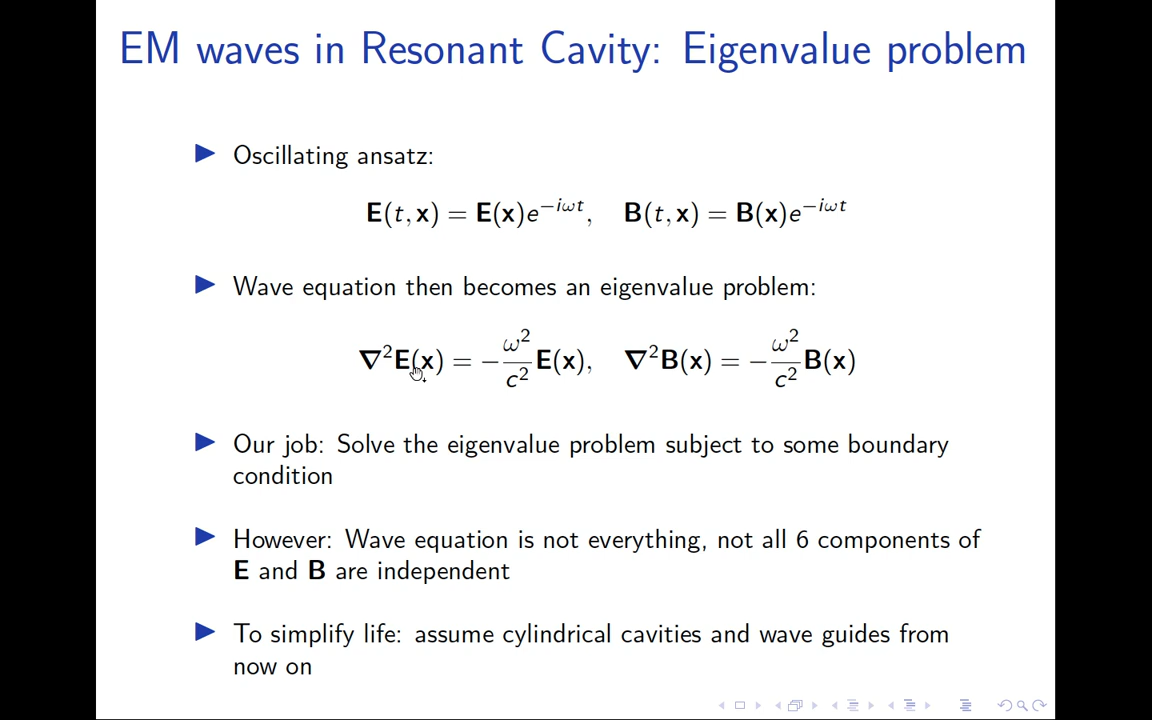 EM waves in Resonant Cavity: Eigenvalue problem
Oscillating ansatz:
E(t, x) = E(x)e^{−iωt}, B(t, x) = B(x)e^{−iωt}
Wave equation then becomes an eigenvalue problem:
∇²E(x) = −ω²/c² E(x), ∇²B(x) = −ω²/c² B(x)
Our job: Solve the eigenvalue problem subject to some boundary
condition
However: Wave equation is not everything, not all 6 components of
E and B are independent
To simplify life: assume cylindrical cavities and wave guides from
now on